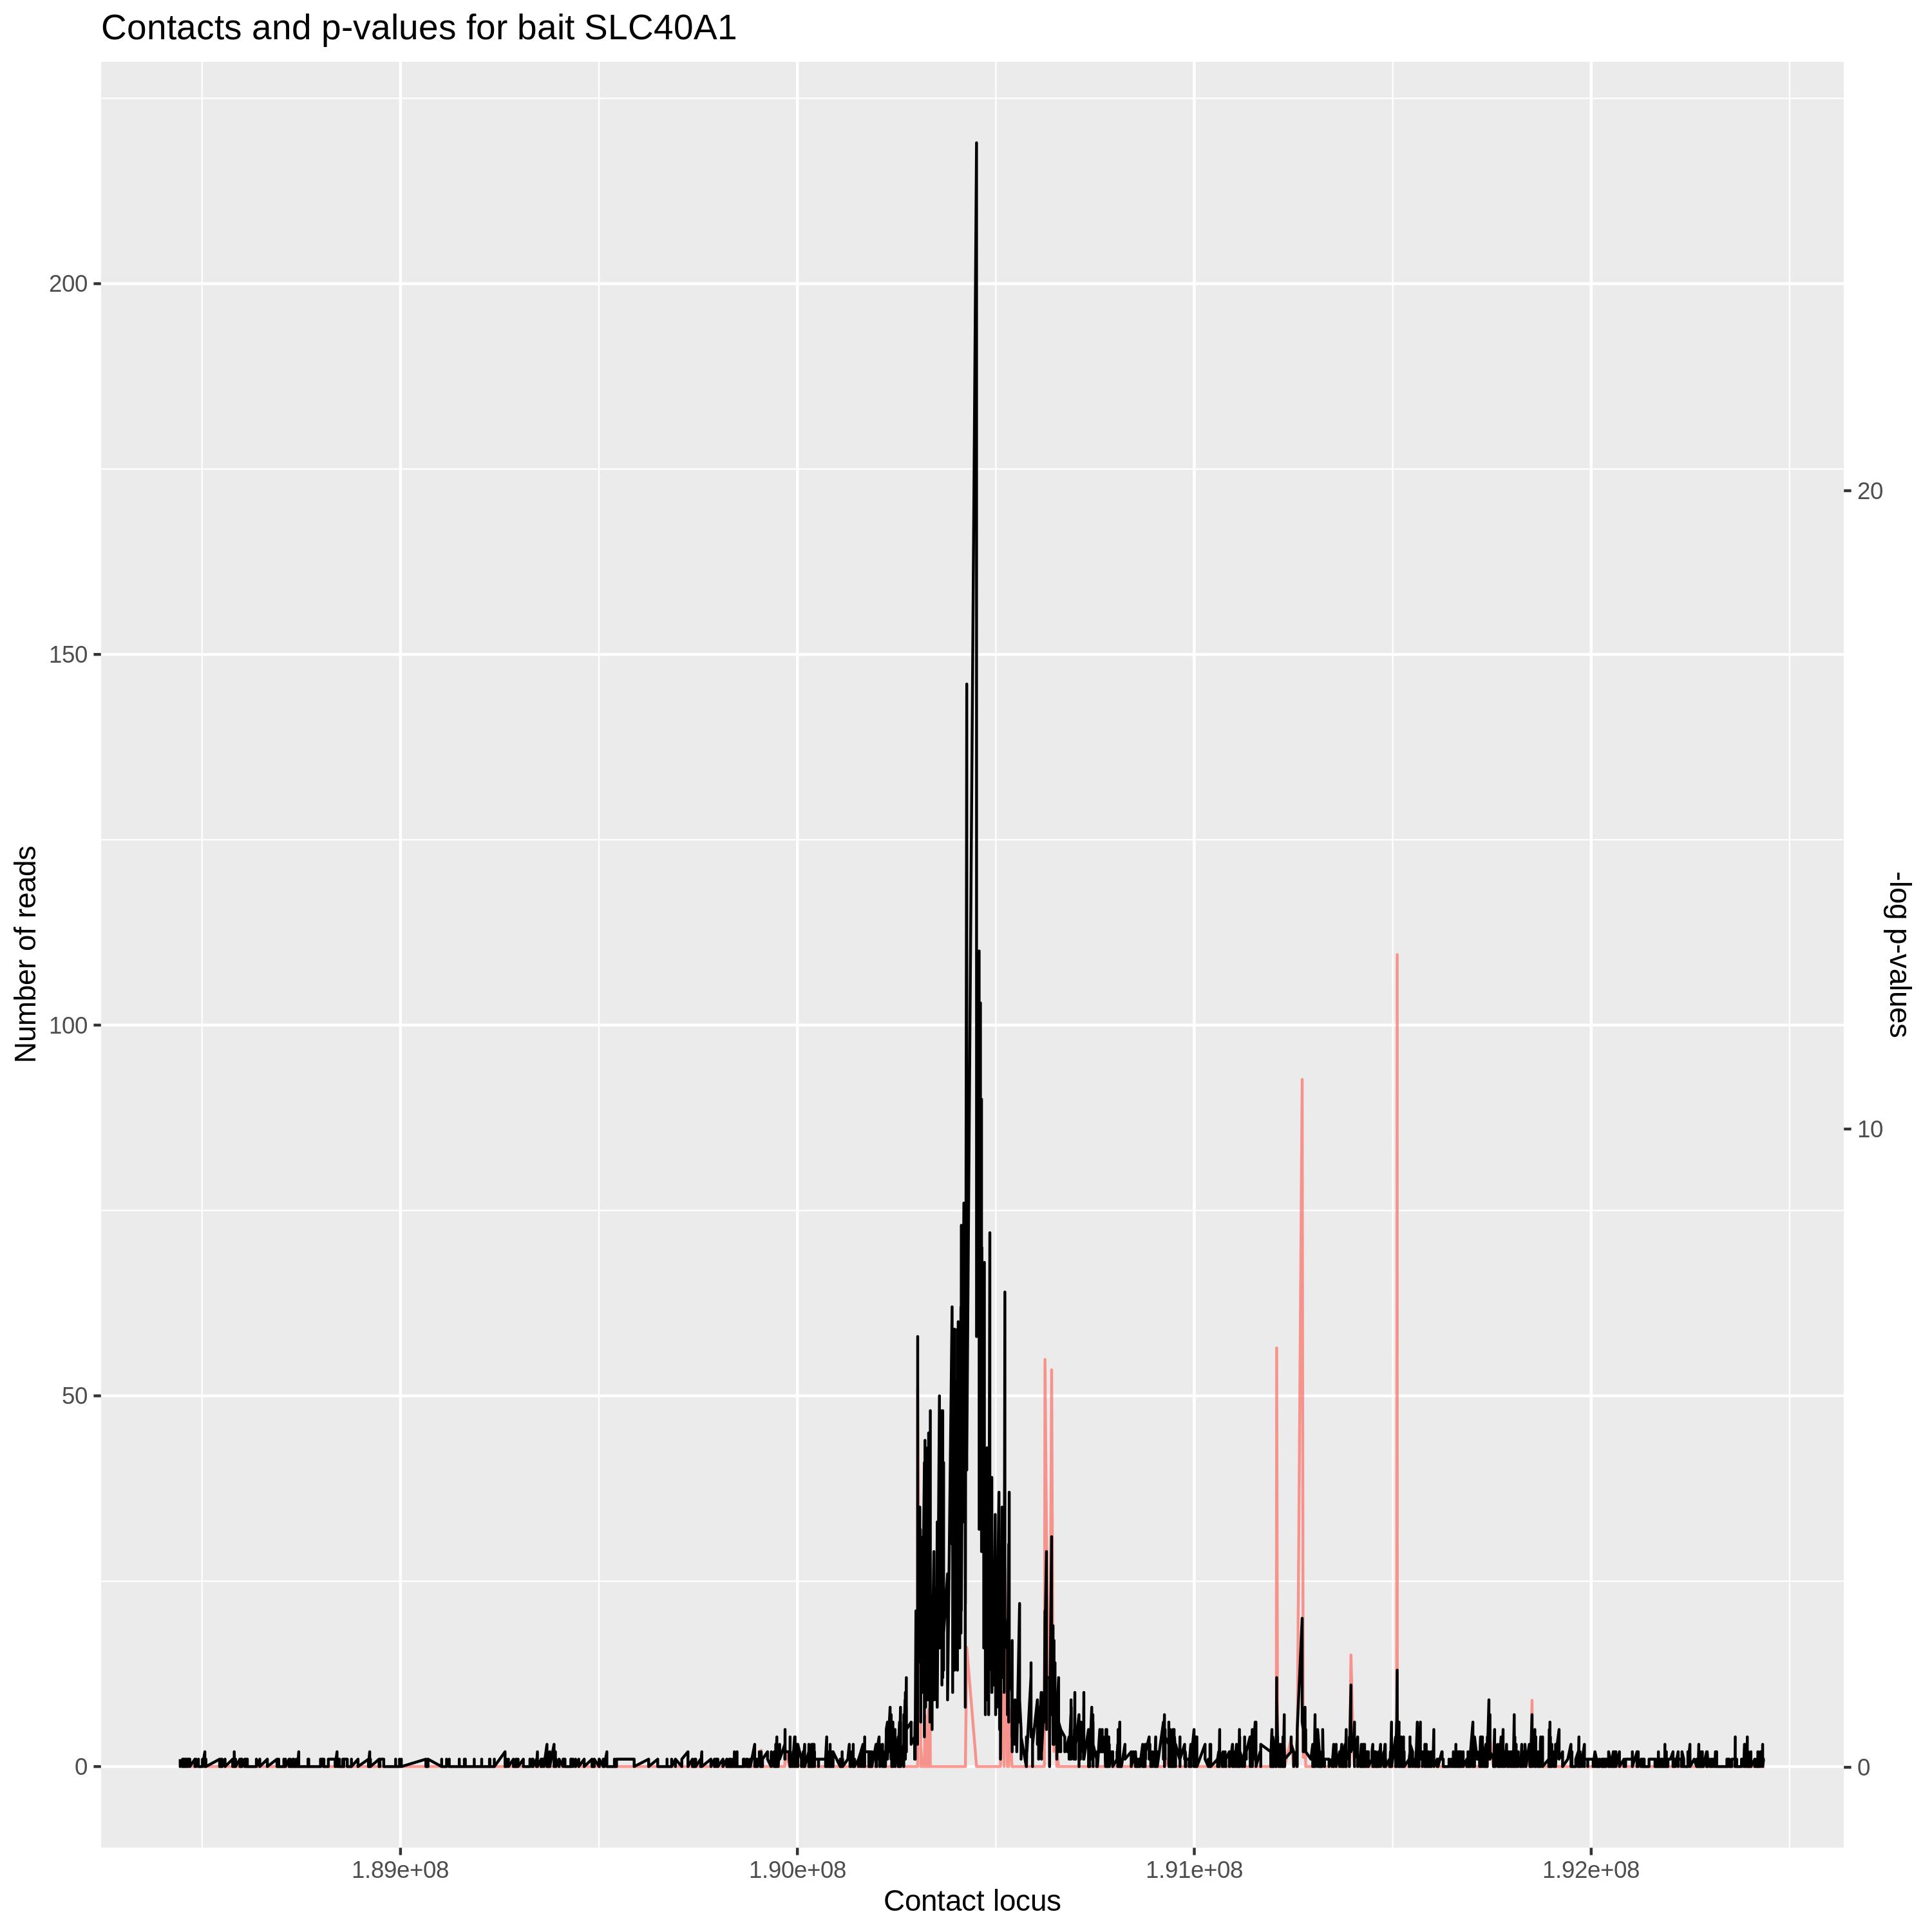 Contacts and p-values for bait SLC40A1
200
150
100
50
0
Number of reads
20
10
0
-log p-values
1.89e+08
1.90e+08
1.91e+08
1.92e+08
Contact locus